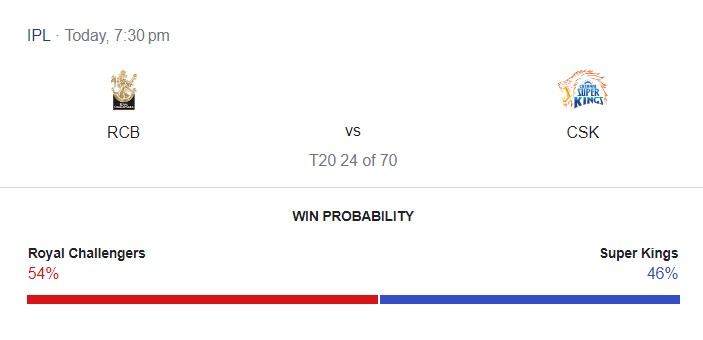 IPL · Today, 7:30 pm
RCB
vs
CSK
T20 24 of 70
WIN PROBABILITY
Royal Challengers
Super Kings
54%
46%